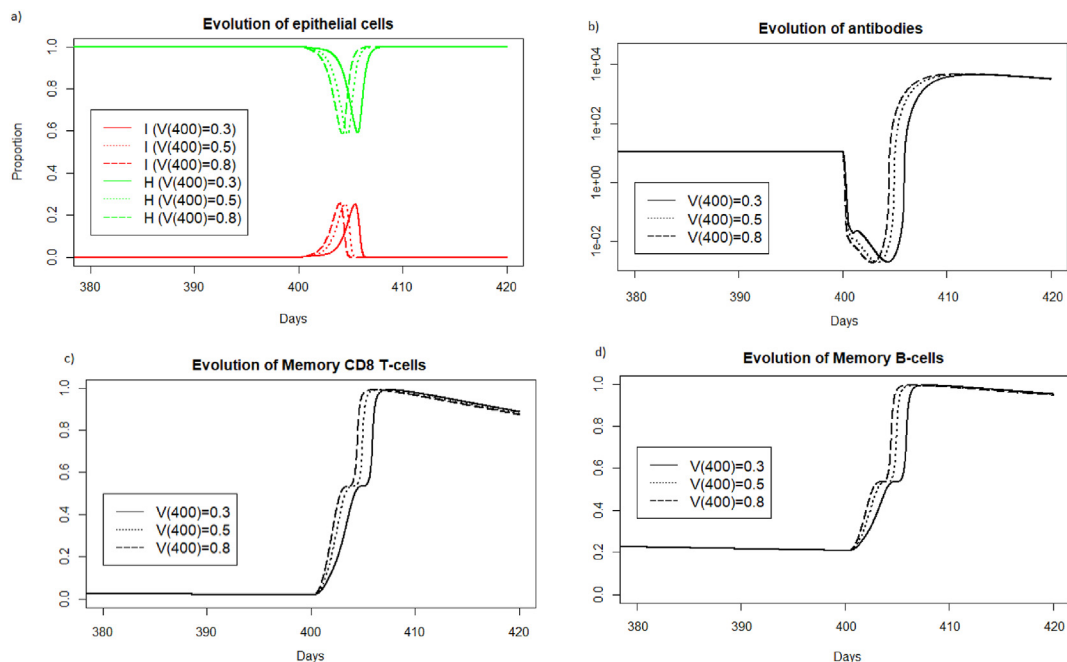 a)
Evolution of epithelial cells
Proportion
1.0
0.8
0.6
0.4
0.2
0.0
I (V(400)=0.3)
I (V(400)=0.5)
I (V(400)=0.8)
H (V(400)=0.3)
H (V(400)=0.5)
H (V(400)=0.8)
380 390 400 410 420
Days
b)
Evolution of antibodies
1e+04
1e+02
1e+00
1e-02
V(400)=0.3
V(400)=0.5
V(400)=0.8
380 390 400 410 420
Days
c)
Evolution of Memory CD8 T-cells
1.0
0.8
0.6
0.4
0.2
0.0
V(400)=0.3
V(400)=0.5
V(400)=0.8
380 390 400 410 420
Days
d)
Evolution of Memory B-cells
1.0
0.8
0.6
0.4
0.2
0.0
V(400)=0.3
V(400)=0.5
V(400)=0.8
380 390 400 410 420
Days